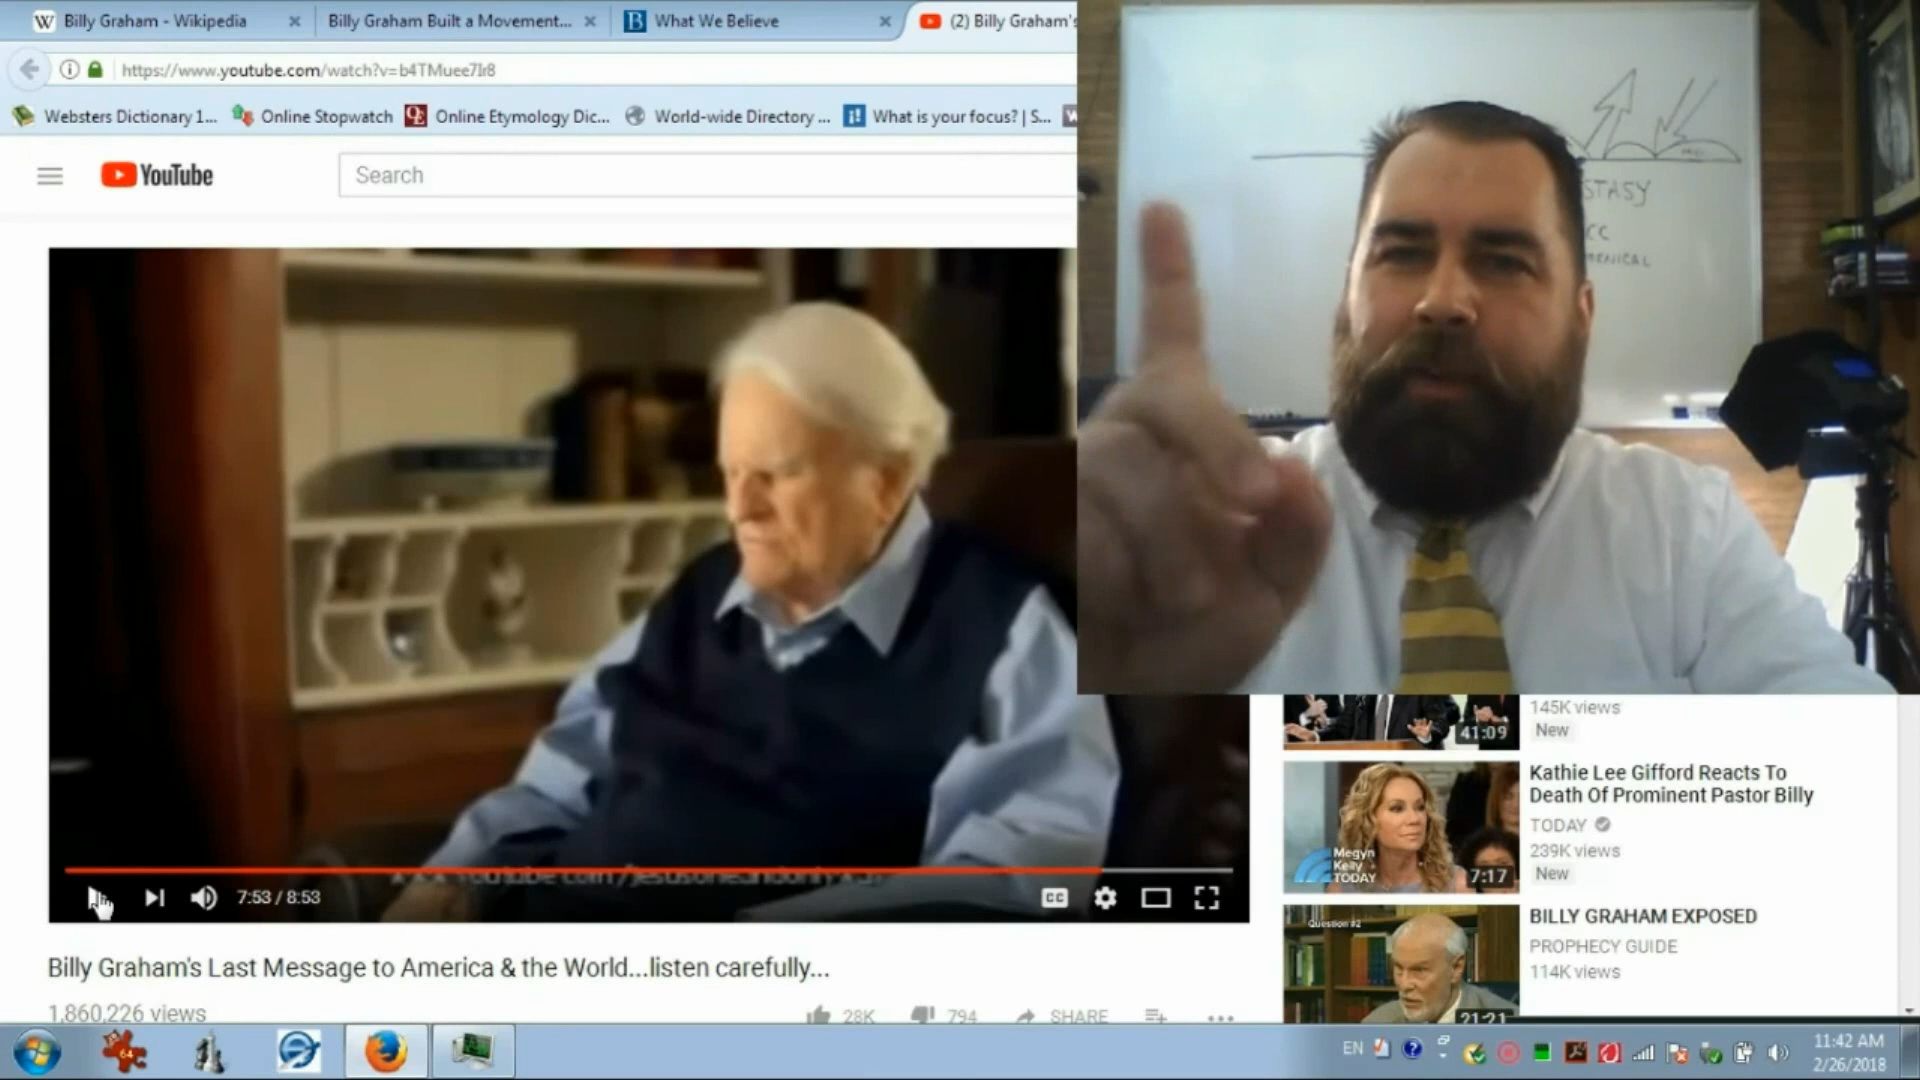 Billy Graham - Wikipedia
Billy Graham Built a Movement...
What We Believe
(2) Billy Graham's
https://www.youtube.com/watch?v=b4TMuee7Ir8
Websters Dictionary 1...
Online Stopwatch
Online Etymology Dic...
World-wide Directory ...
What is your focus? | S...
YouTube
Search
STASY
CC
7:53 / 8:53
CC
Billy Graham's Last Message to America & the World...listen carefully...
1,860,226 views
28K
794
SHARE
145K views
41:09
New
Kathie Lee Gifford Reacts To
Death Of Prominent Pastor Billy
TODAY
239K views
New
Megyn
Kelly
TODAY
7:17
BILLY GRAHAM EXPOSED
PROPHECY GUIDE
114K views
Question #2
21:21
64
EN
11:42 AM
2/26/2018